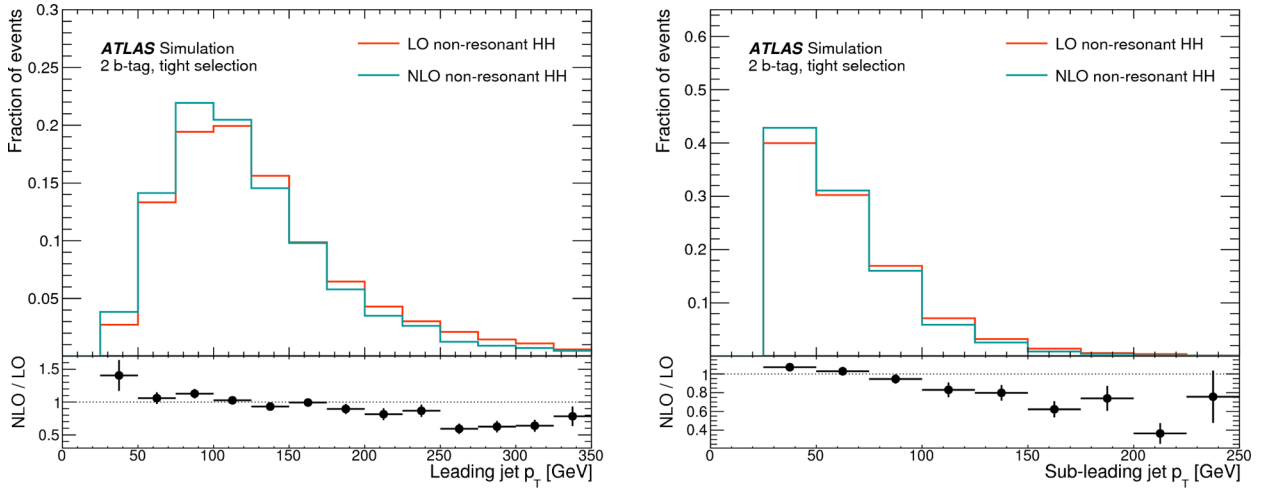 0.3
ATLAS Simulation
2 b-tag, tight selection
LO non-resonant HH
NLO non-resonant HH
Fraction of events
0.25
0.2
0.15
0.1
0.05
NLO / LO
1.5
1
0.5
0 50 100 150 200 250 300 350
Leading jet pT [GeV]
ATLAS Simulation
2 b-tag, tight selection
LO non-resonant HH
NLO non-resonant HH
Fraction of events
0.6
0.5
0.4
0.3
0.2
0.1
NLO / LO
1
0.8
0.6
0.4
0 50 100 150 200 250
Sub-leading jet pT [GeV]